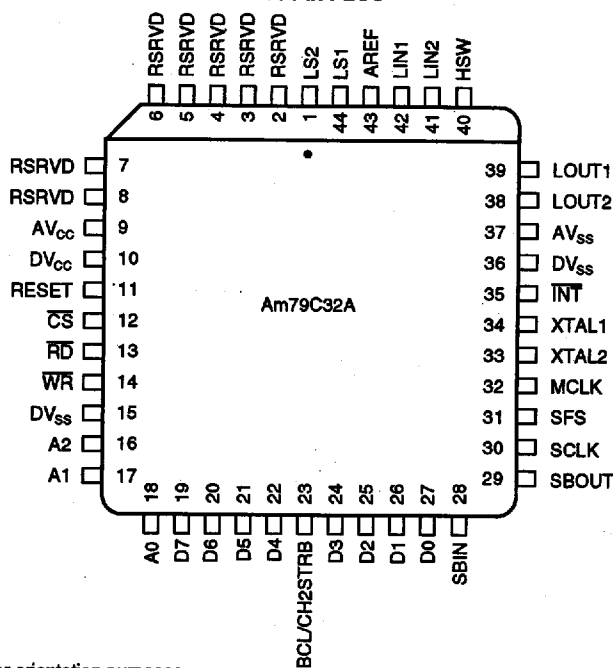 RSRVD RSRVD RSRVD RSRVD RSRVD LS2 LS1 AREF LIN1 LIN2 HSW
6 5 4 3 2 1 44 43 42 41 40
RSRVD 7
RSRVD 8
AVCC 9
DVCC 10
RESET 11
CS 12
RD 13
WR 14
DVSS 15
A2 16
A1 17
Am79C32A
39 LOUT1
38 LOUT2
37 AVSS
36 DVSS
35 INT
34 XTAL1
33 XTAL2
32 MCLK
31 SFS
30 SCLK
29 SBOUT
18 19 20 21 22 23 24 25 26 27 28
A0 D7 D6 D5 D4 BCL/CH2STRB D3 D2 D1 D0 SBIN